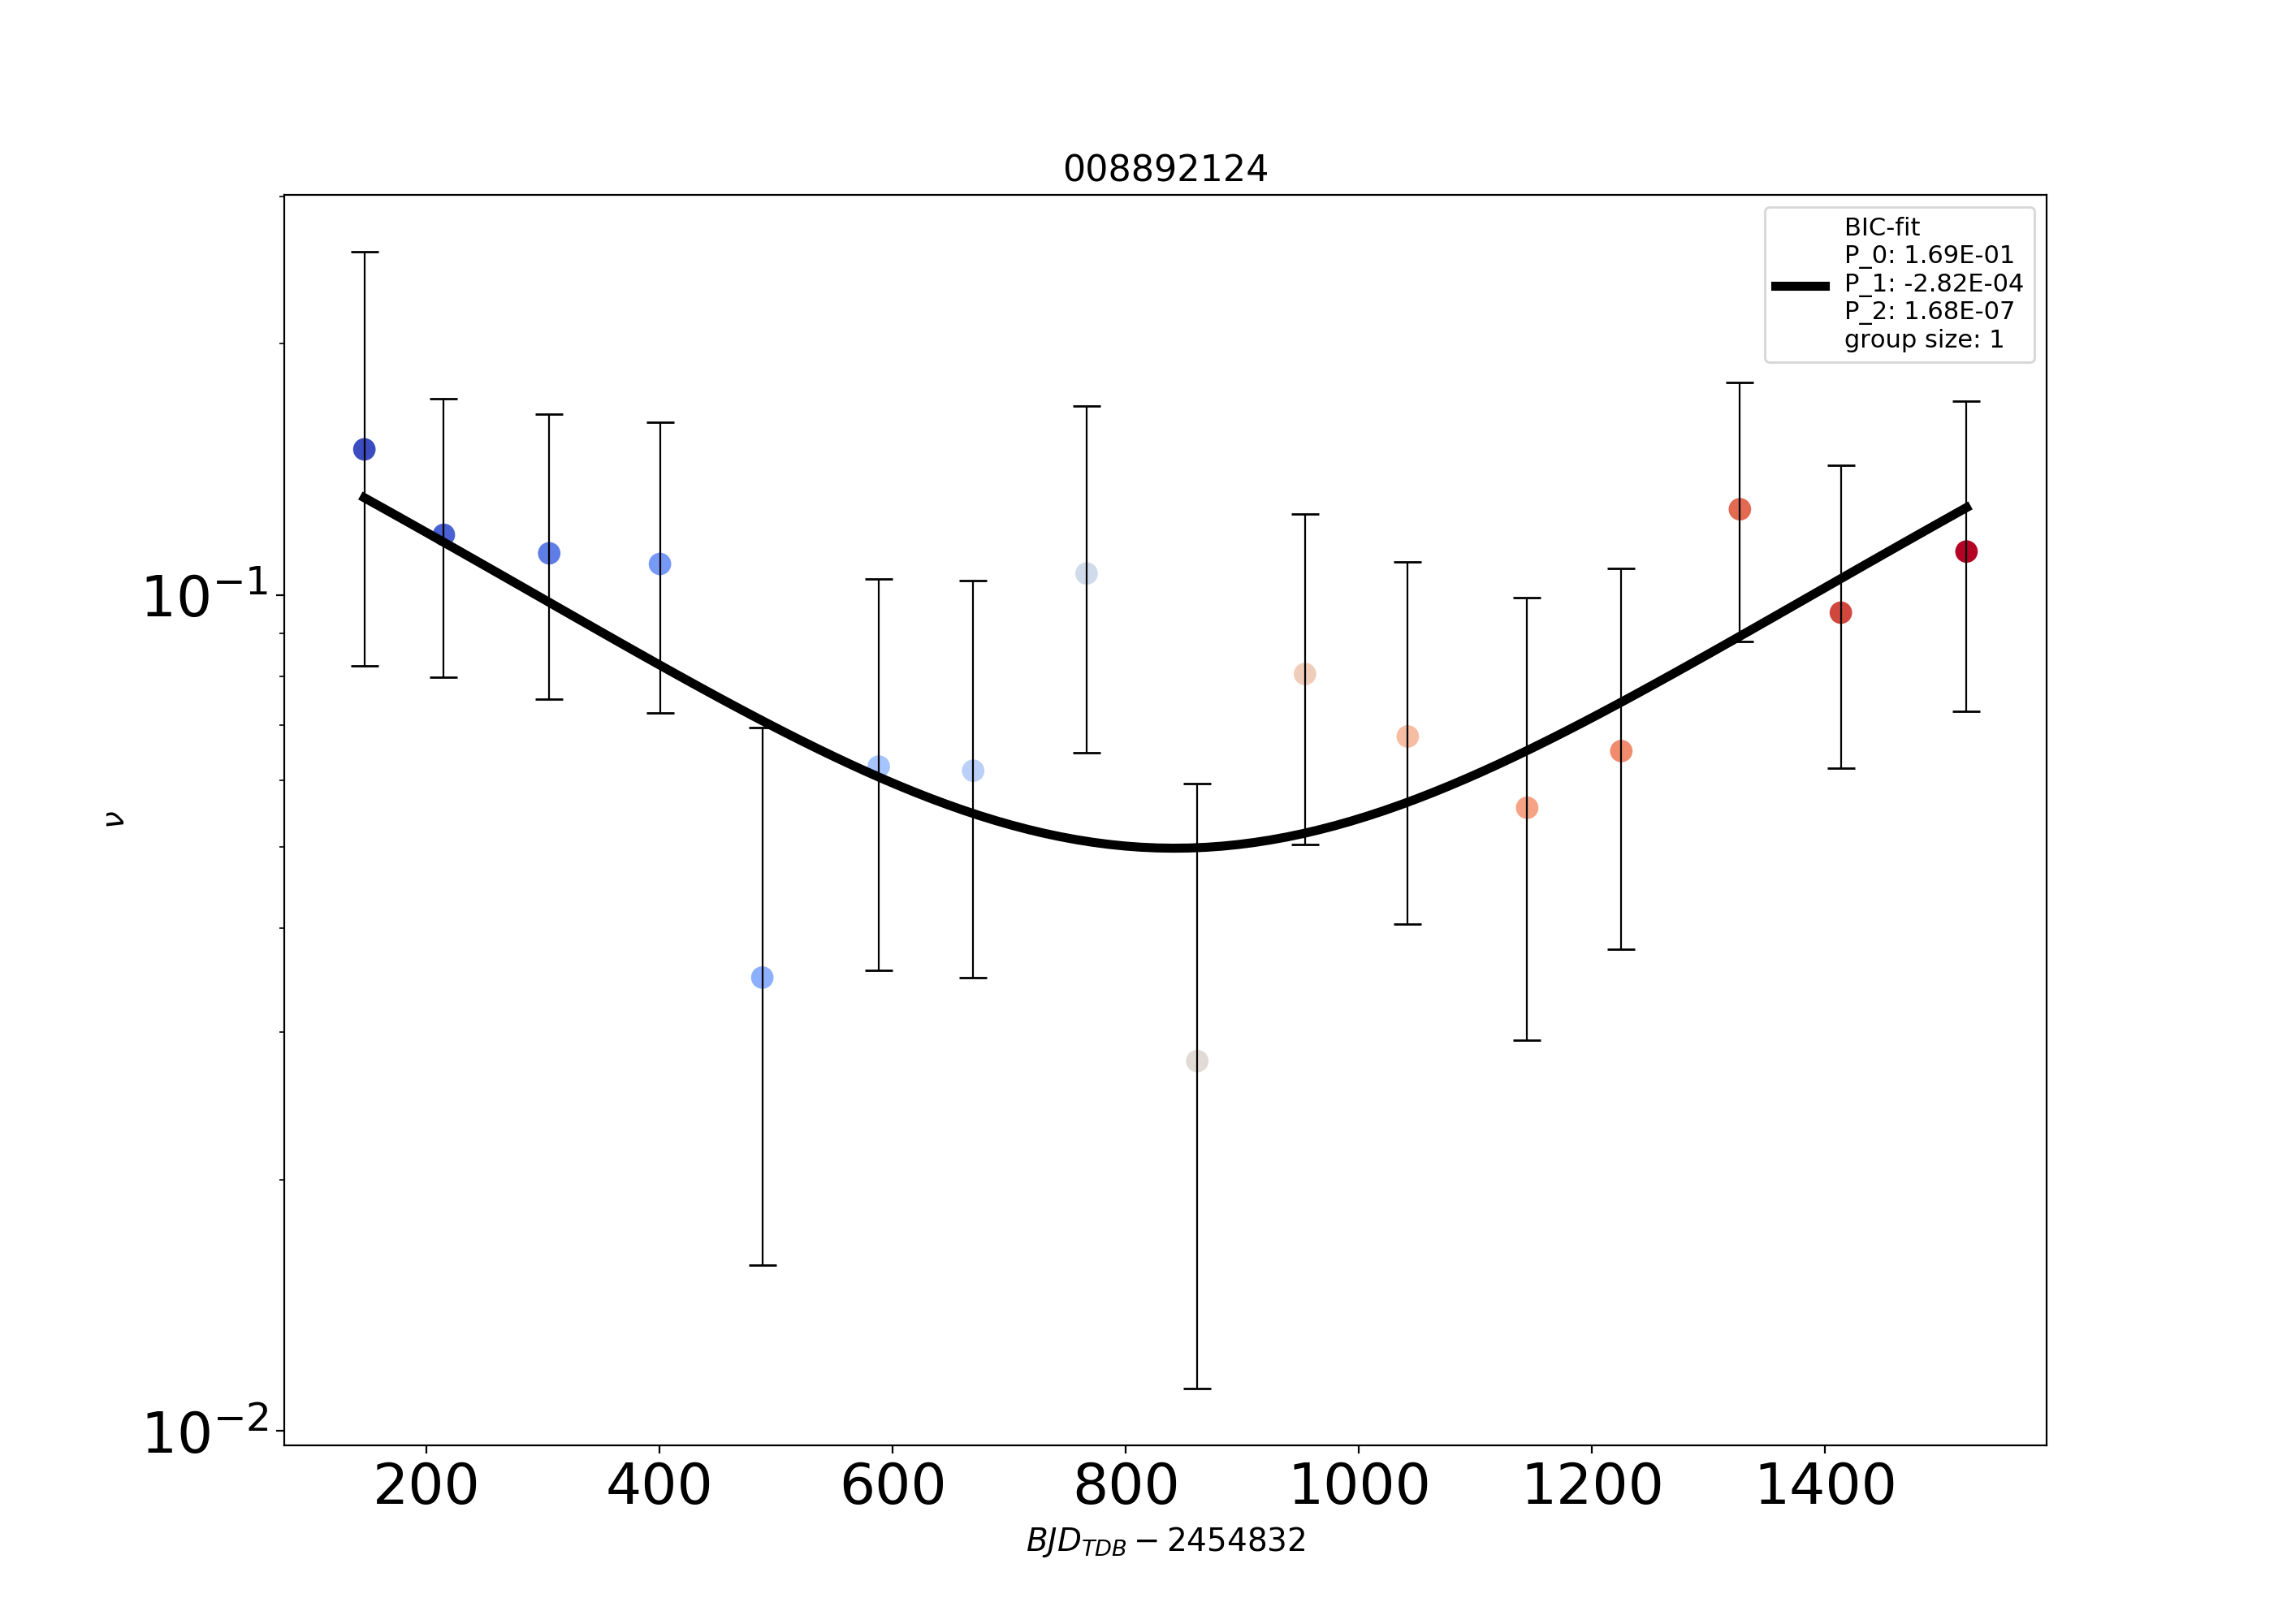 008892124
BIC-fit
P_0: 1.69E-01
P_1: -2.82E-04
P_2: 1.68E-07
group size: 1
10⁻¹
ν
10⁻²
200 400 600 800 1000 1200 1400
BJD_TDB − 2454832